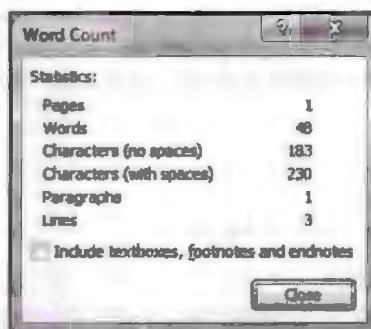 Word Count
Statistics:
Pages 1
Words 48
Characters (no spaces) 183
Characters (with spaces) 230
Paragraphs 1
Lines 3
Include textboxes, footnotes and endnotes
Close